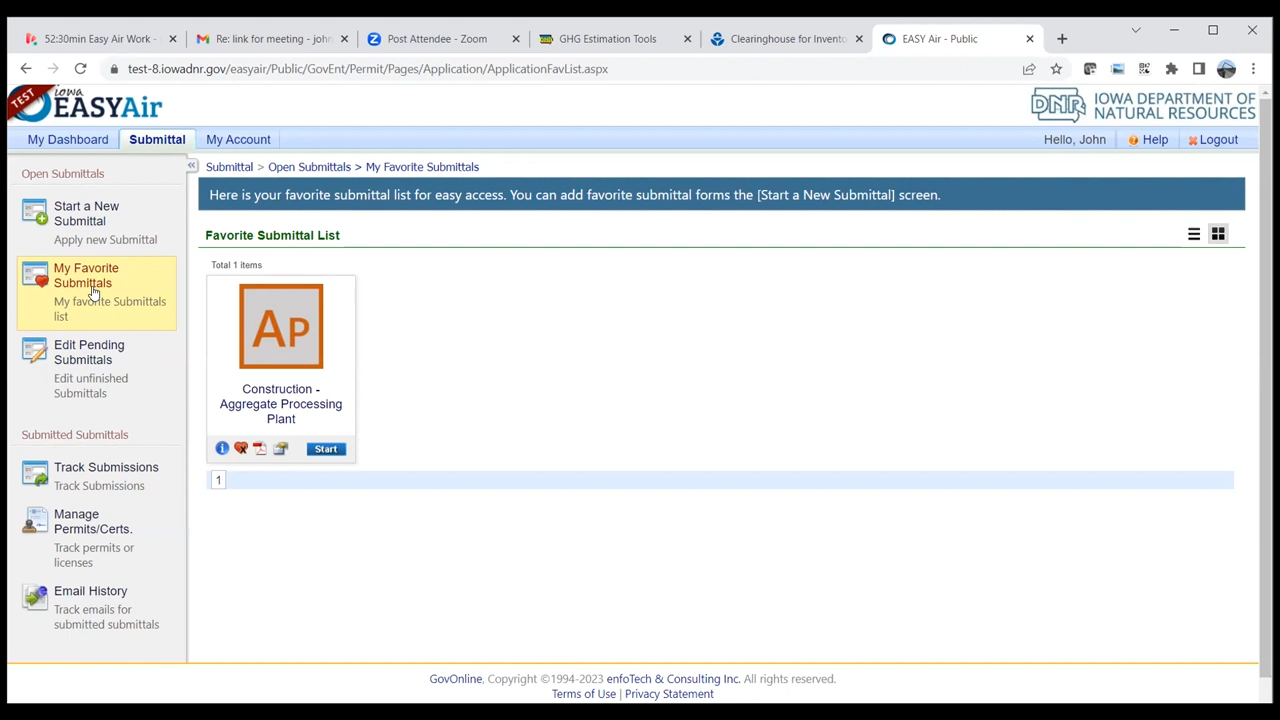 52:30min Easy Air Work -
Re: link for meeting - john
Post Attendee - Zoom
GHG Estimation Tools
Clearinghouse for Invento
EASY Air - Public
test-8.iowadnr.gov/easyair/Public/GovEnt/Permit/Pages/Application/ApplicationFavList.aspx
TEST
iowa
EASYAir
DNR
IOWA DEPARTMENT OF
NATURAL RESOURCES
My Dashboard
Submittal
My Account
Hello, John
Help
Logout
Open Submittals
Start a New
Submittal
Apply new Submittal
My Favorite
Submittals
My favorite Submittals
list
Edit Pending
Submittals
Edit unfinished
Submittals
Submitted Submittals
Track Submissions
Track Submissions
Manage
Permits/Certs.
Track permits or
licenses
Email History
Track emails for
submitted submittals
Submittal > Open Submittals > My Favorite Submittals
Here is your favorite submittal list for easy access. You can add favorite submittal forms the [Start a New Submittal] screen.
Favorite Submittal List
Total 1 items
AP
Construction -
Aggregate Processing
Plant
Start
1
GovOnline, Copyright ©1994-2023 enfoTech & Consulting Inc. All rights reserved.
Terms of Use | Privacy Statement